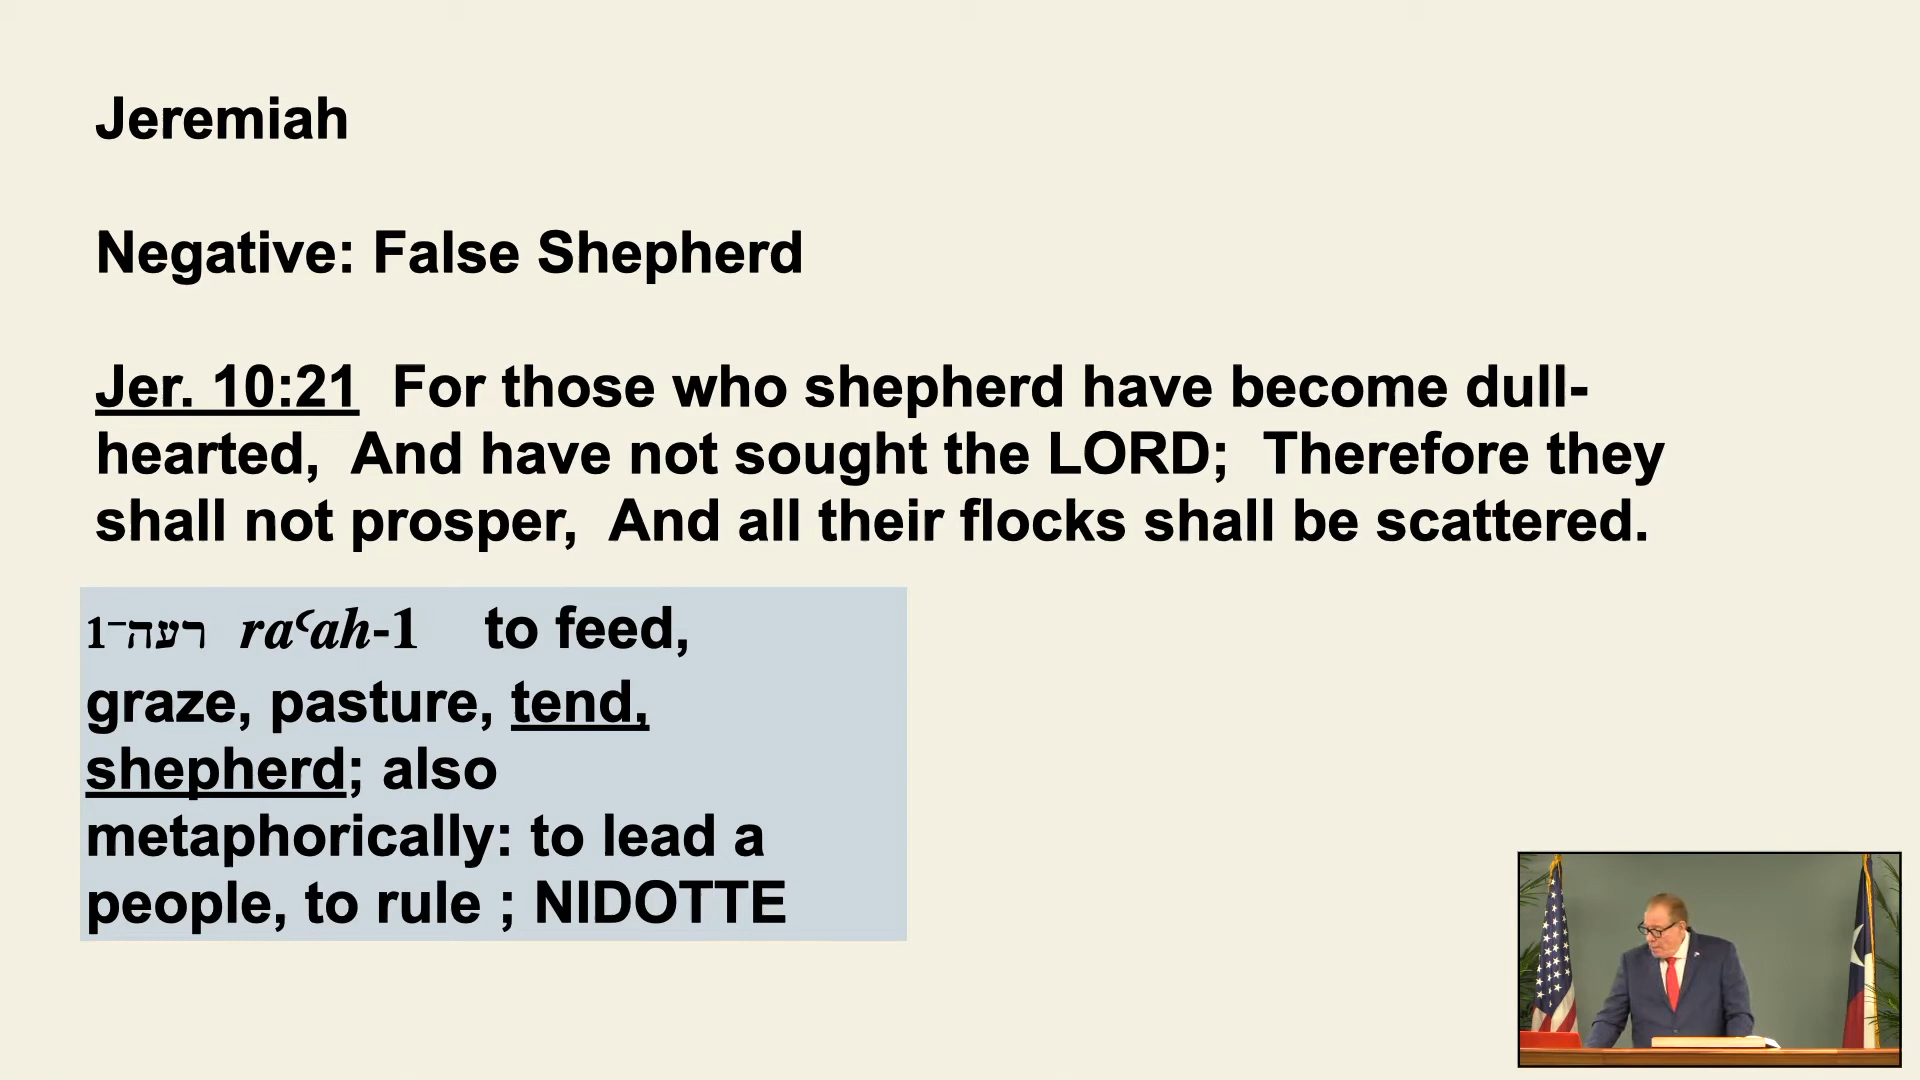 Jeremiah
Negative: False Shepherd
Jer. 10:21 For those who shepherd have become dull-
hearted, And have not sought the LORD; Therefore they
shall not prosper, And all their flocks shall be scattered.
רעה–1 raʿah-1 to feed,
graze, pasture, tend,
shepherd; also
metaphorically: to lead a
people, to rule ; NIDOTTE